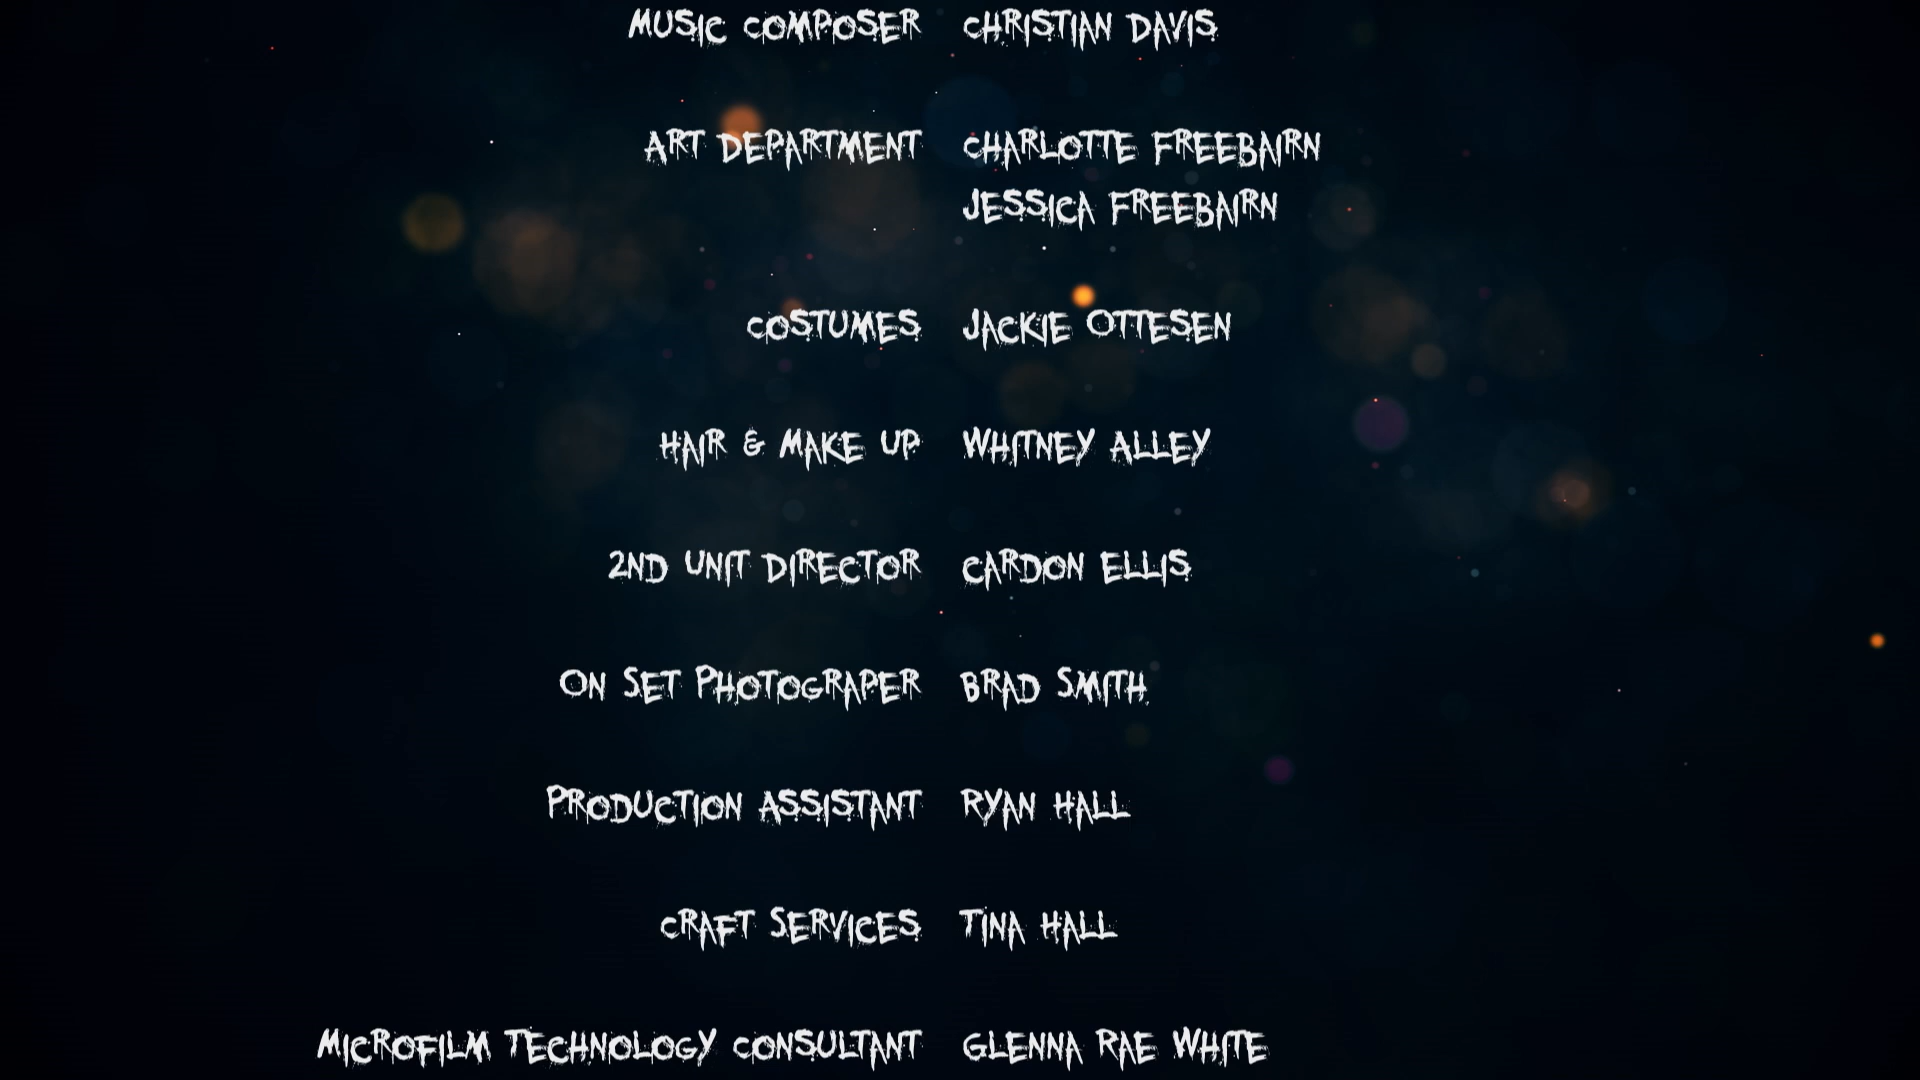 Music Composer Christian Davis
Art Department Charlotte Freebairn
Jessica Freebairn
Costumes Jackie Ottesen
Hair & Make Up Whitney Alley
2nd Unit Director Cardon Ellis
On Set Photograper Brad Smith
Production Assistant Ryan Hall
Craft Services Tina Hall
Microfilm Technology Consultant Glenna Rae White